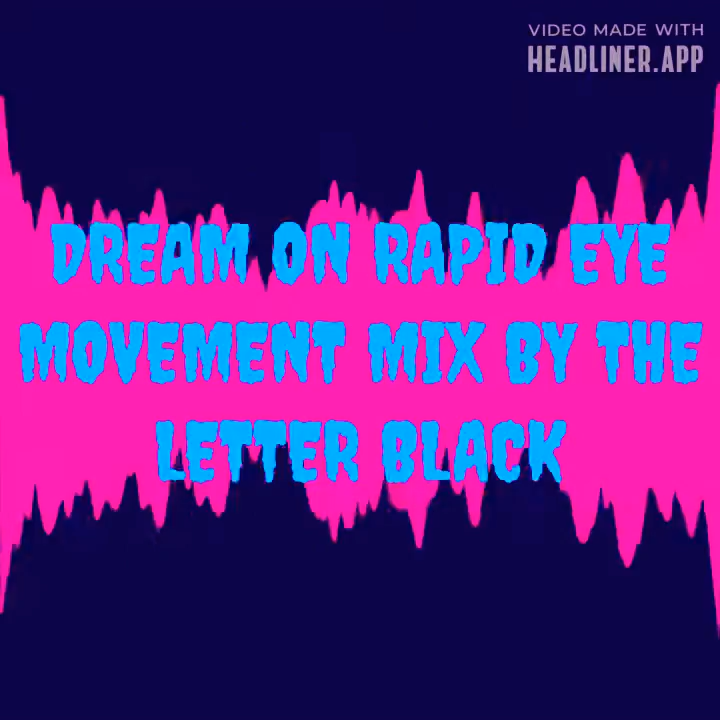 VIDEO MADE WITH
HEADLINER.APP
DREAM ON RAPID EYE
MOVEMENT MIX BY THE
LETTER BLACK